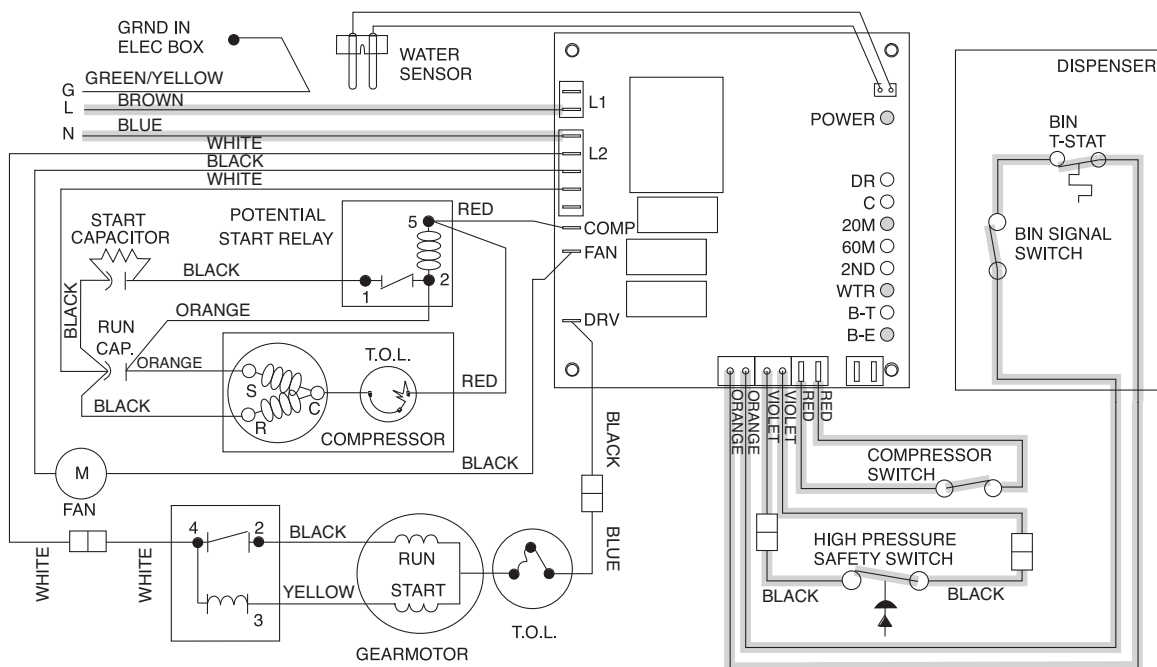 GRND IN
ELEC BOX
WATER
SENSOR
DISPENSER
G
GREEN/YELLOW
L
BROWN
L1
N
BLUE
WHITE
L2
BLACK
WHITE
POWER
BIN
T-STAT
DR
C
20M
60M
2ND
WTR
B-T
B-E
BIN SIGNAL
SWITCH
START
CAPACITOR
POTENTIAL
START RELAY
5
RED
COMP
FAN
BLACK
1
2
BLACK
ORANGE
DRV
RUN
CAP.
ORANGE
T.O.L.
S
C
R
RED
BLACK
COMPRESSOR
ORANGE
ORANGE
VIOLET
VIOLET
RED
RED
BLACK
M
FAN
BLACK
COMPRESSOR
SWITCH
4
2
BLACK
RUN
START
YELLOW
3
WHITE
WHITE
BLUE
T.O.L.
GEARMOTOR
HIGH PRESSURE
SAFETY SWITCH
BLACK
BLACK